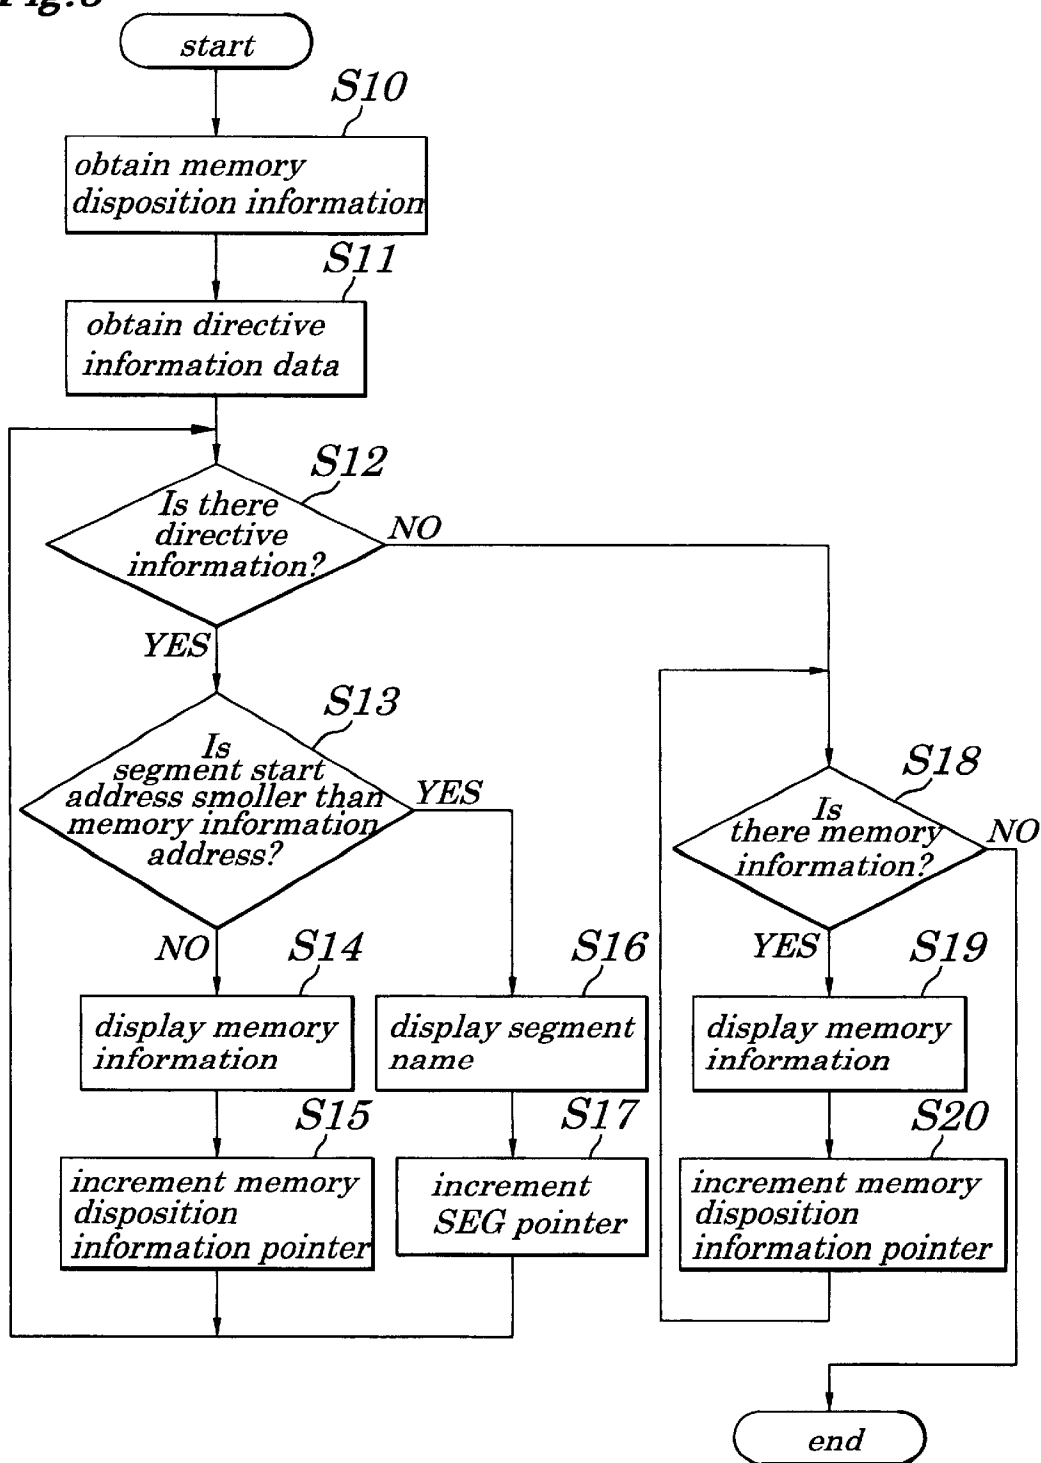 start
S10
obtain memory
disposition information
S11
obtain directive
information data
S12
Is there
directive
information?
NO
YES
S13
Is
segment start
address smoller than
memory information
address?
YES
NO
S14
display memory
information
S15
increment memory
disposition
information pointer
S16
display segment
name
S17
increment
SEG pointer
S18
Is
there memory
information?
NO
YES
S19
display memory
information
S20
increment memory
disposition
information pointer
end